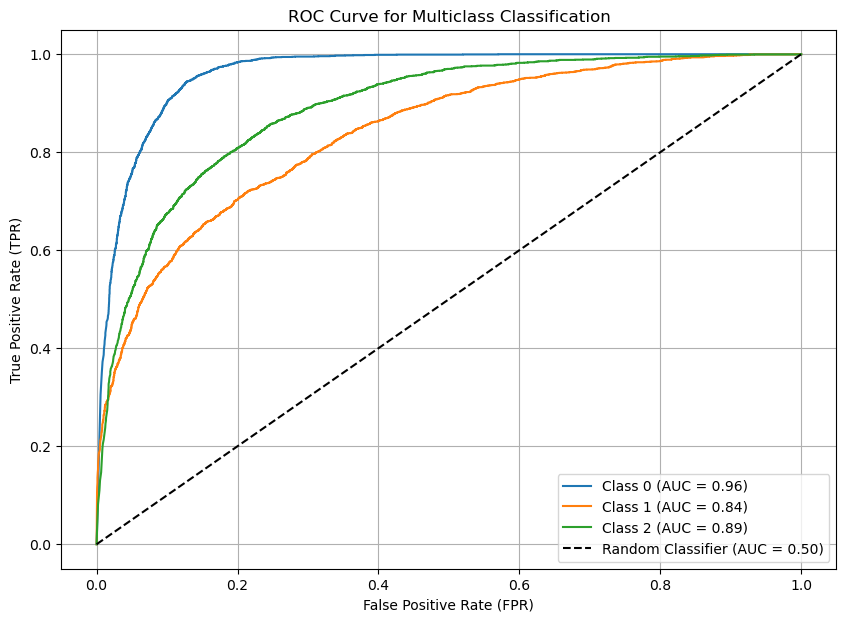 ROC Curve for Multiclass Classification
True Positive Rate (TPR)
1.0
0.8
0.6
0.4
0.2
0.0
0.0 0.2 0.4 0.6 0.8 1.0
False Positive Rate (FPR)
Class 0 (AUC = 0.96)
Class 1 (AUC = 0.84)
Class 2 (AUC = 0.89)
Random Classifier (AUC = 0.50)